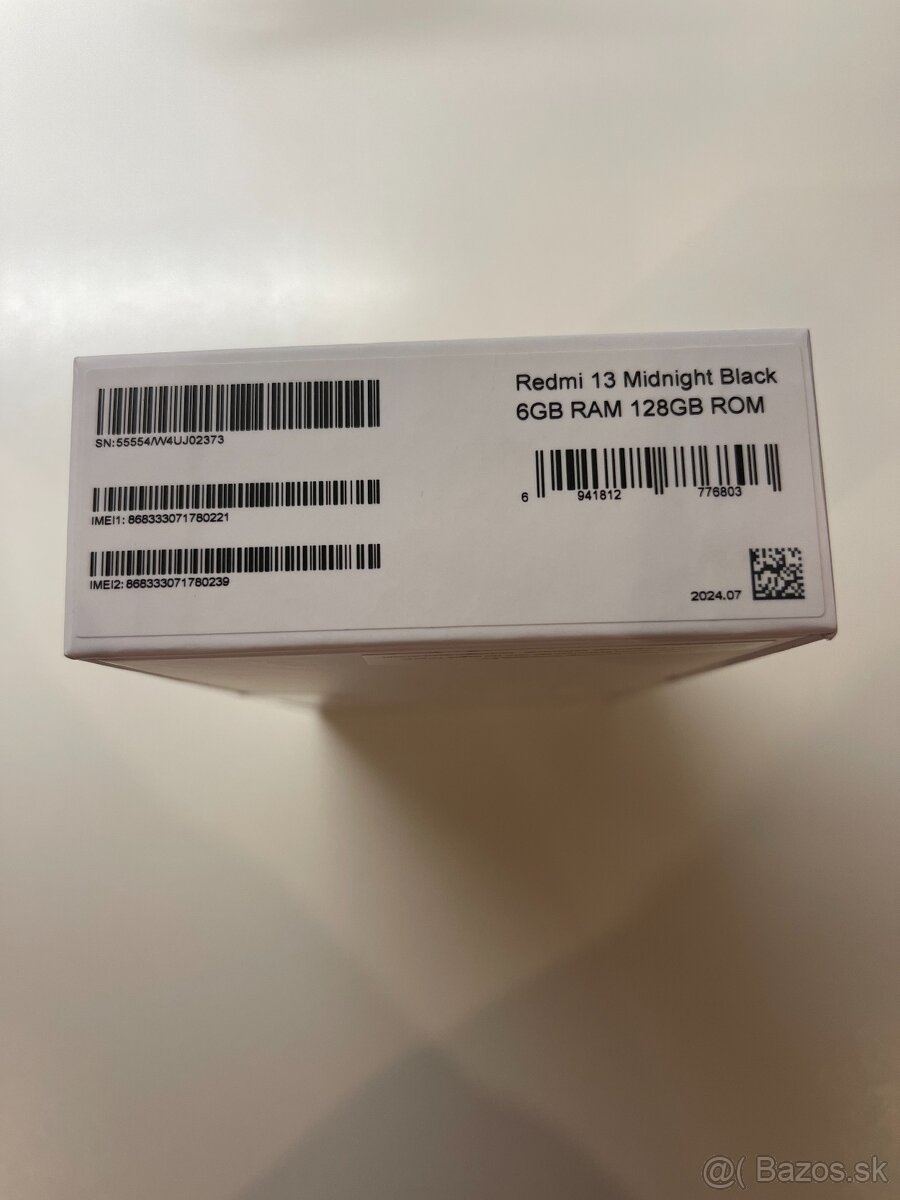 SN:55554/W4UJ02373
IMEI1: 868333071780221
IMEI2: 868333071780239
Redmi 13 Midnight Black
6GB RAM 128GB ROM
6 941812 776803
2024.07
@( Bazos.sk